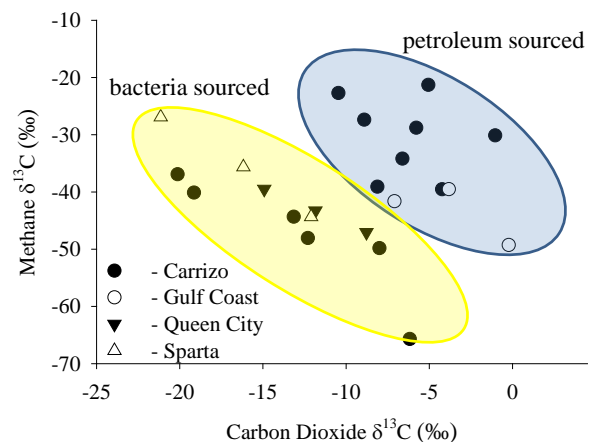 petroleum sourced
bacteria sourced
Methane δ13C (‰)
-10
-20
-30
-40
-50
-60
-70
- Carrizo
- Gulf Coast
- Queen City
- Sparta
-25 -20 -15 -10 -5 0
Carbon Dioxide δ13C (‰)